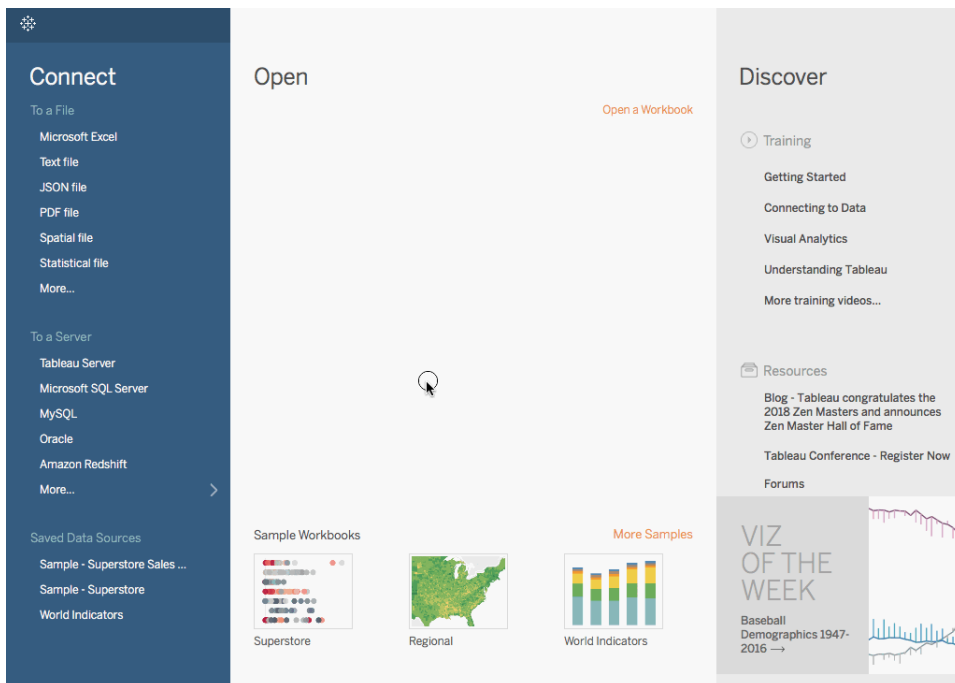 Connect
To a File
Microsoft Excel
Text file
JSON file
PDF file
Spatial file
Statistical file
More...
To a Server
Tableau Server
Microsoft SQL Server
MySQL
Oracle
Amazon Redshift
More...
Saved Data Sources
Sample - Superstore Sales ...
Sample - Superstore
World Indicators
Open
Open a Workbook
Sample Workbooks
More Samples
Superstore
Regional
World Indicators
Discover
Training
Getting Started
Connecting to Data
Visual Analytics
Understanding Tableau
More training videos...
Resources
Blog - Tableau congratulates the
2018 Zen Masters and announces
Zen Master Hall of Fame
Tableau Conference - Register Now
Forums
VIZ
OF THE
WEEK
Baseball
Demographics 1947-
2016 →